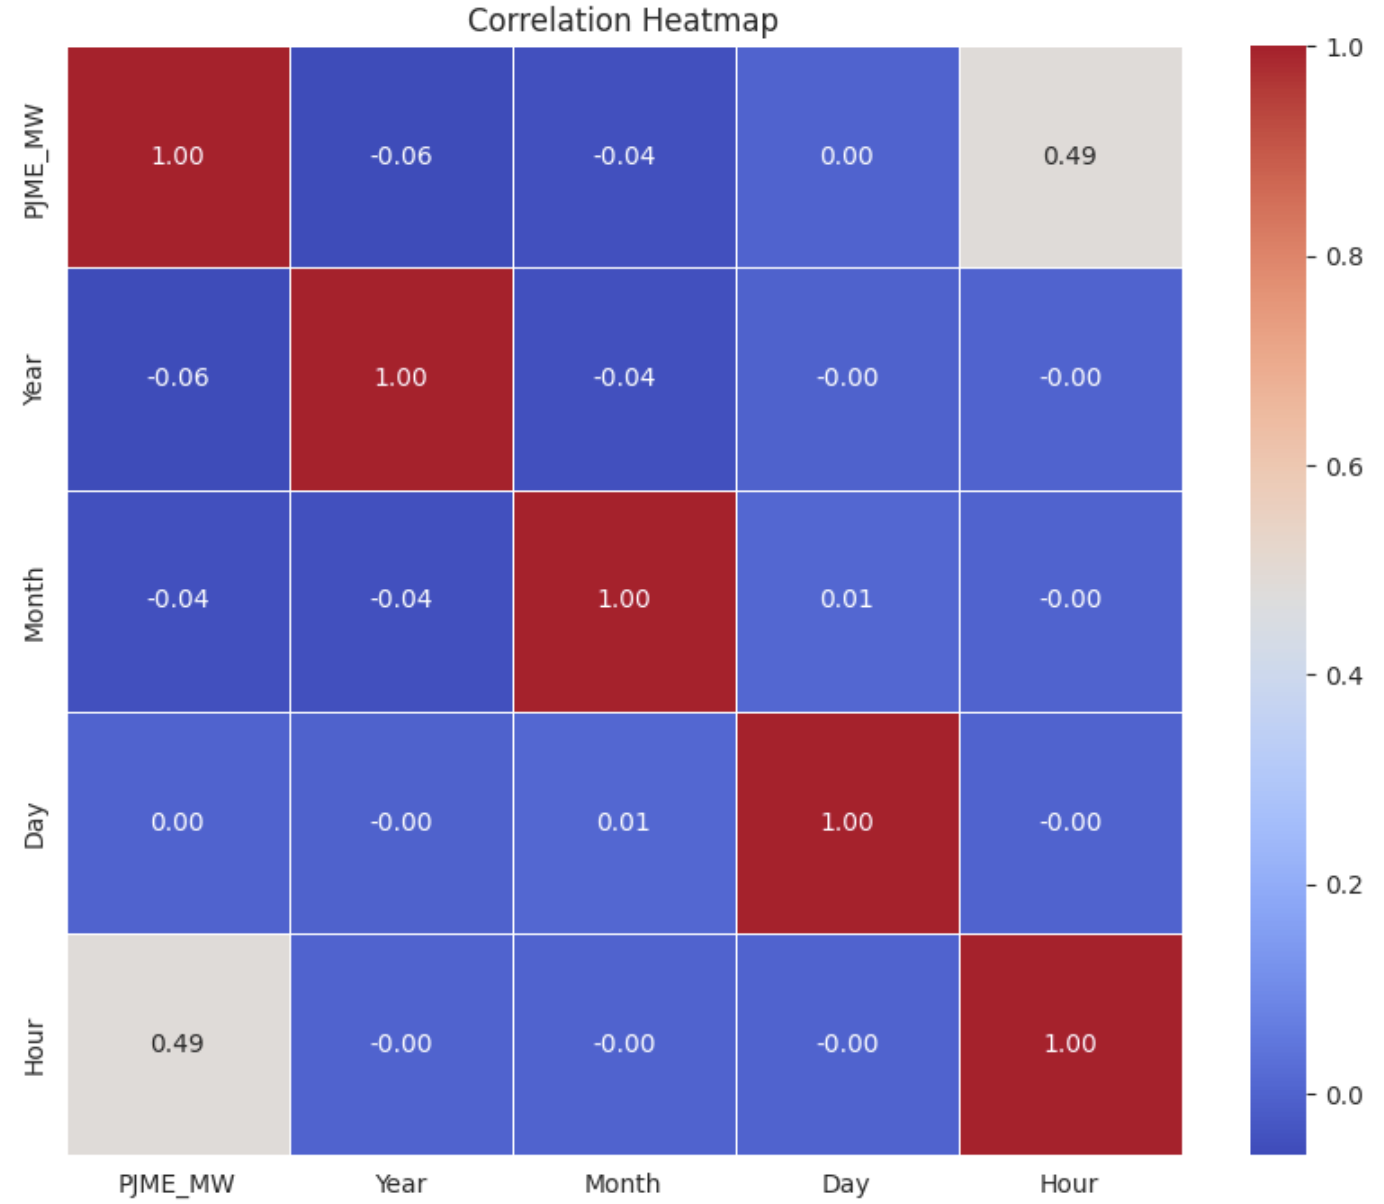 Correlation Heatmap
PJME_MW 1.00 -0.06 -0.04 0.00 0.49
Year -0.06 1.00 -0.04 -0.00 -0.00
Month -0.04 -0.04 1.00 0.01 -0.00
Day 0.00 -0.00 0.01 1.00 -0.00
Hour 0.49 -0.00 -0.00 -0.00 1.00
PJME_MW Year Month Day Hour
1.0
0.8
0.6
0.4
0.2
0.0